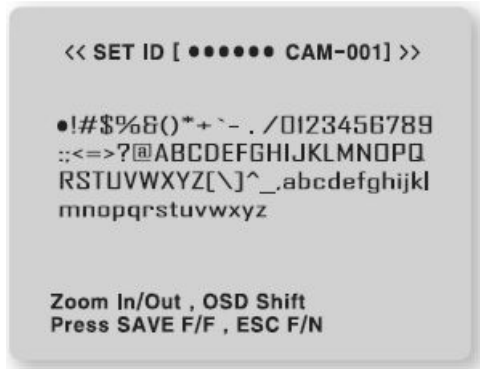 << SET ID [ ●●●●●● CAM-001] >>
●!#$%&()*+`-./0123456789
:;<=>?@ABCDEFGHIJKLMNOPQ
RSTUVWXYZ[\]^_,abcdefghijkl
mnopqrstuvwxyz
Zoom In/Out , OSD Shift
Press SAVE F/F , ESC F/N